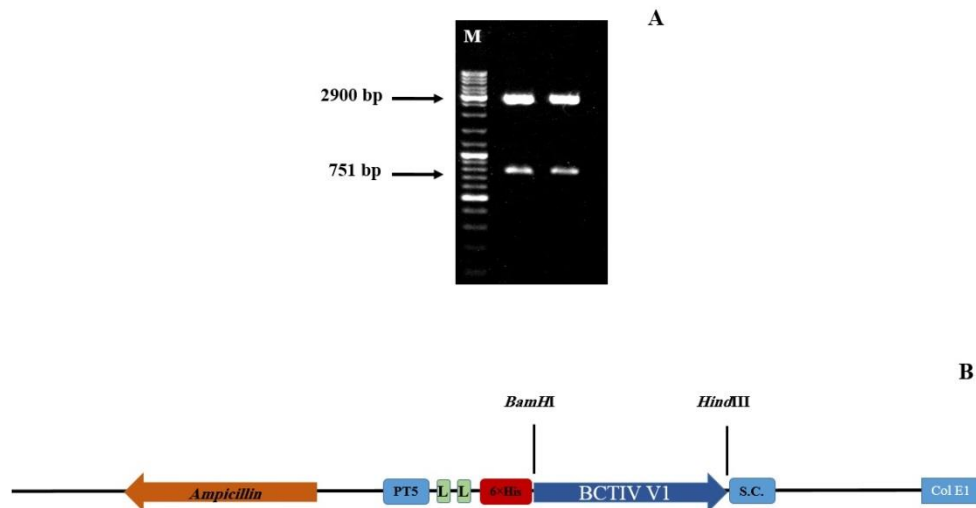 A
M
2900 bp
751 bp
B
BamHI HindIII
Ampicillin PT5 L L 6×His BCTIV V1 S.C. Col E1